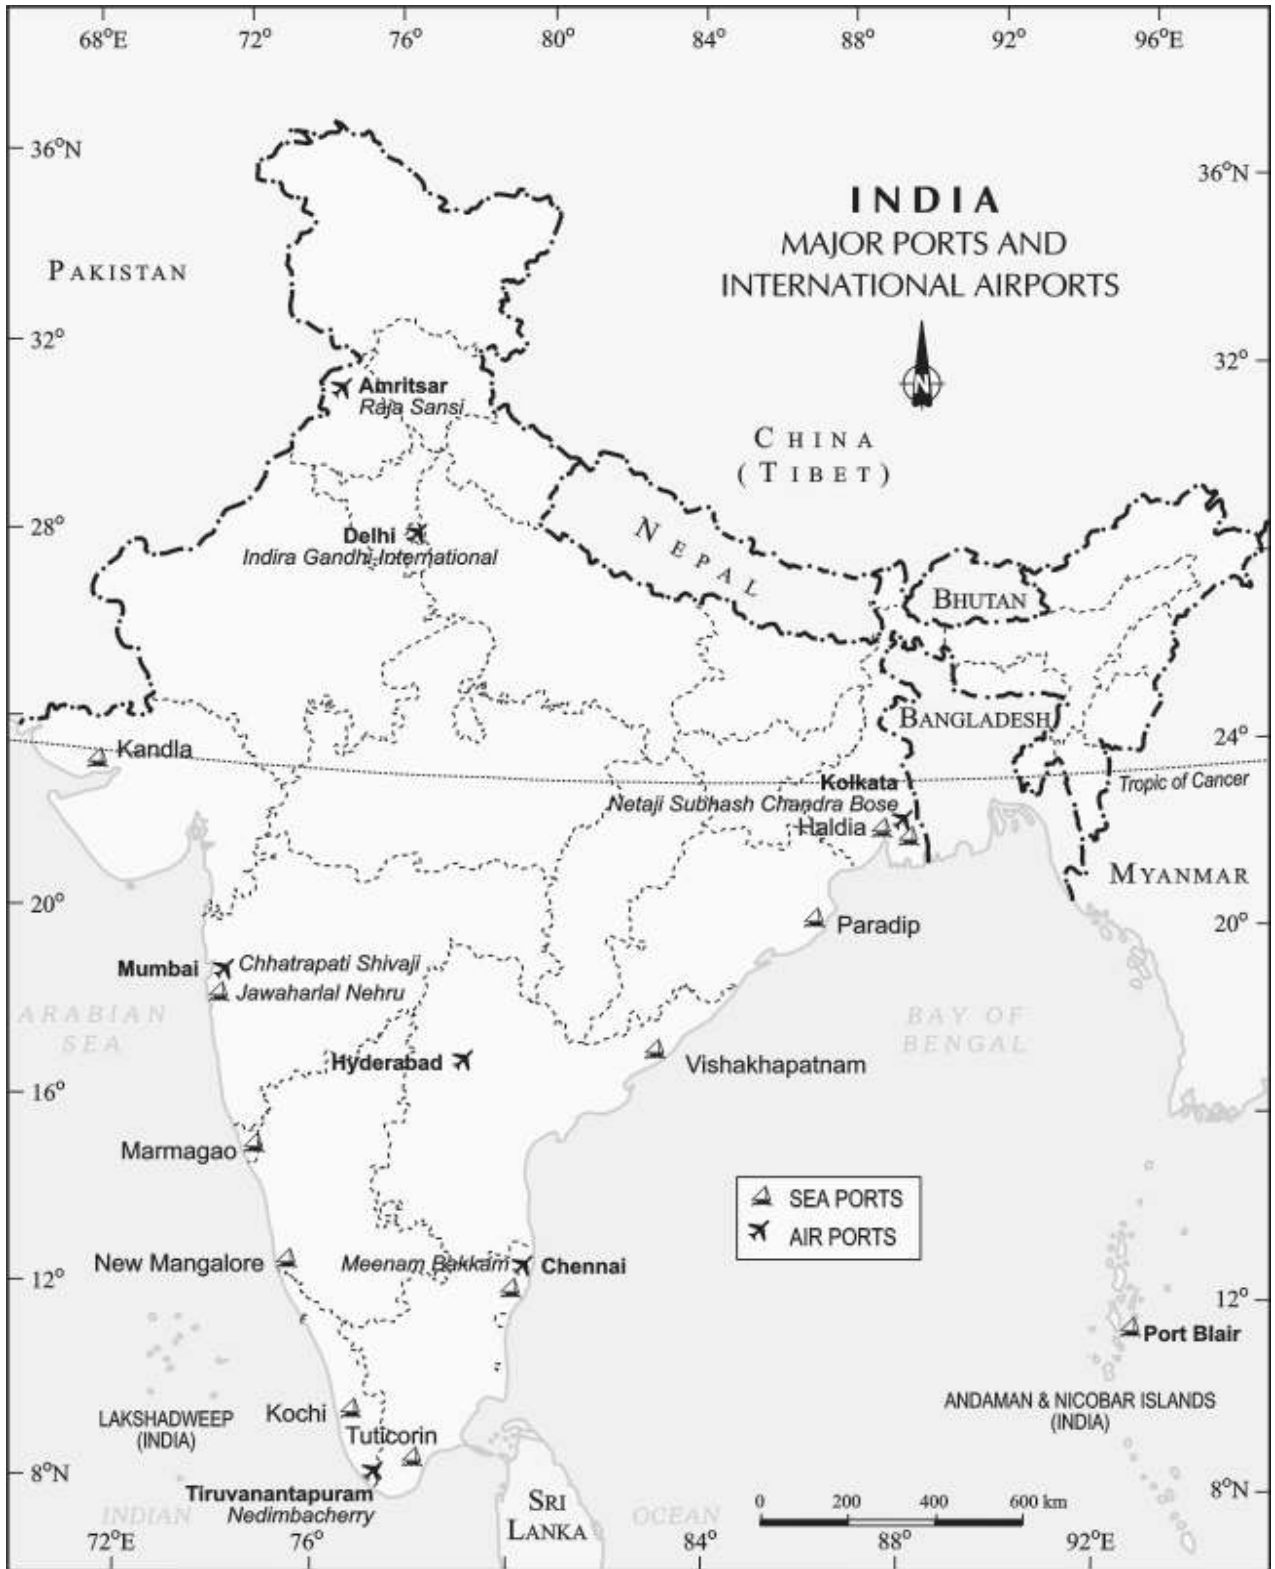 68°E 72° 76° 80° 84° 88° 92° 96°E
36°N
36°N
INDIA
MAJOR PORTS AND
INTERNATIONAL AIRPORTS
PAKISTAN
32°
32°
N
Amritsar
Raja Sansi
CHINA
(TIBET)
28°
28°
Delhi
Indira Gandhi International
NEPAL
BHUTAN
BANGLADESH
24°
Kandla
Tropic of Cancer
Kolkata
Netaji Subhash Chandra Bose
Haldia
MYANMAR
20°
20°
Paradip
Mumbai
Chhatrapati Shivaji
Jawaharlal Nehru
ARABIAN
SEA
BAY OF
BENGAL
Hyderabad
Vishakhapatnam
16°
Marmagao
SEA PORTS
AIR PORTS
New Mangalore
Meenam Bakkam
Chennai
12°
12°
Port Blair
ANDAMAN & NICOBAR ISLANDS
(INDIA)
LAKSHADWEEP
(INDIA)
Kochi
Tuticorin
8°N
8°N
Tiruvanantapuram
Nedimbacherry
INDIAN
OCEAN
SRI
LANKA
0 200 400 600 km
72°E 76° 84° 88° 92°E